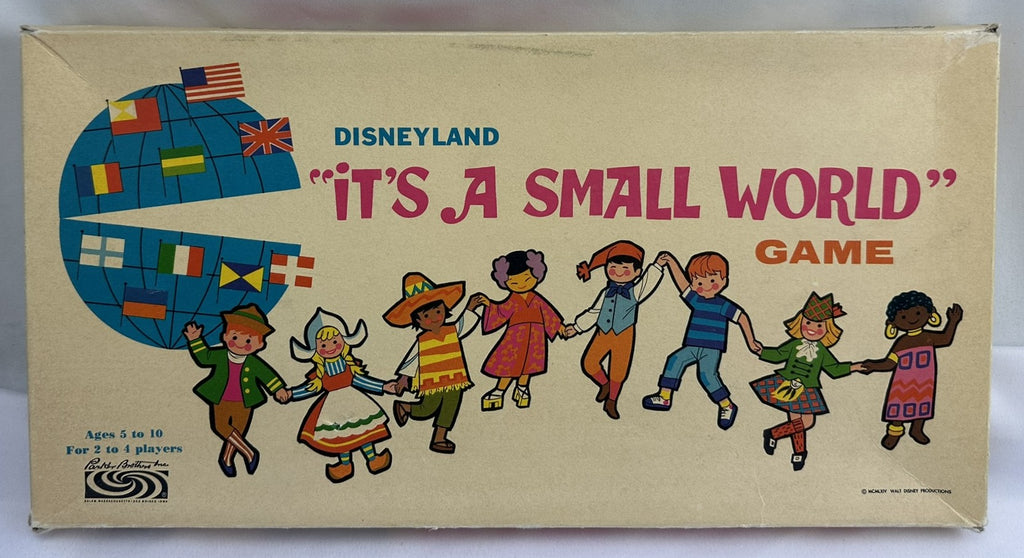 DISNEYLAND
"iT'S A SMALL WORLD"
GAME
Ages 5 to 10
For 2 to 4 players
Parker Brothers Inc.
© MCMLXIV WALT DISNEY PRODUCTIONS